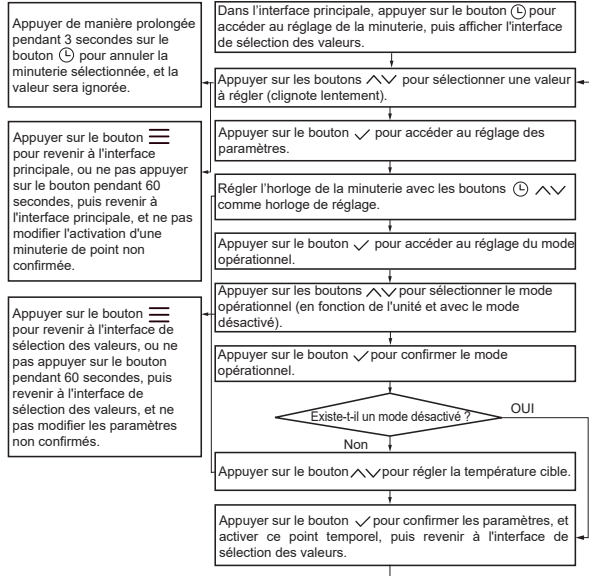 Appuyer de manière prolongée
pendant 3 secondes sur le
bouton pour annuler la
minuterie sélectionnée, et la
valeur sera ignorée.
Appuyer sur le bouton
pour revenir à l'interface
principale, ou ne pas appuyer
sur le bouton pendant 60
secondes, puis revenir à
l'interface principale, et ne pas
modifier l'activation d'une
minuterie de point non
confirmée.
Appuyer sur le bouton
pour revenir à l'interface de
sélection des valeurs, ou ne
pas appuyer sur le bouton
pendant 60 secondes, puis
revenir à l'interface de
sélection des valeurs, et ne
pas modifier les paramètres
non confirmés.
Dans l'interface principale, appuyer sur le bouton pour
accéder au réglage de la minuterie, puis afficher l'interface
de sélection des valeurs.
Appuyer sur les boutons pour sélectionner une valeur
à régler (clignote lentement).
Appuyer sur le bouton pour accéder au réglage des
paramètres.
Régler l'horloge de la minuterie avec les boutons
comme horloge de réglage.
Appuyer sur le bouton pour accéder au réglage du mode
opérationnel.
Appuyer sur les boutons pour sélectionner le mode
opérationnel (en fonction de l'unité et avec le mode
désactivé).
Appuyer sur le bouton pour confirmer le mode
opérationnel.
Existe-t-il un mode désactivé ?
OUI
Non
Appuyer sur le bouton pour régler la température cible.
Appuyer sur le bouton pour confirmer les paramètres, et
activer ce point temporel, puis revenir à l'interface de
sélection des valeurs.